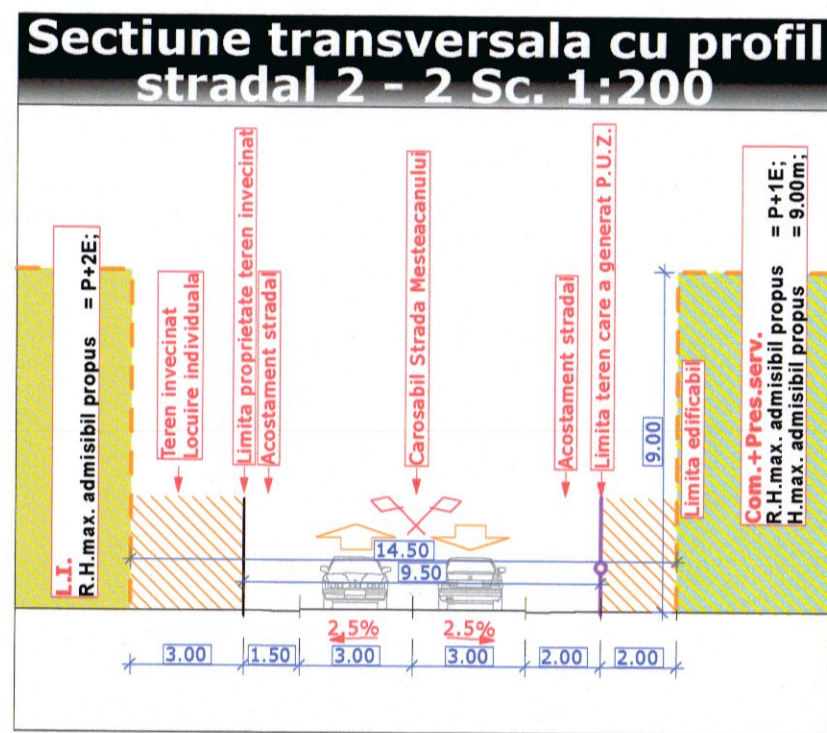 Sectiune transversala cu profil
stradal 2 - 2 Sc. 1:200
L.I.
R.H.max. admisibil propus = P+2E;
Teren invecinat
Locuire individuala
Limita proprietate teren invecinat
Acostament stradal
Carosabil Strada Mesteacanului
Acostament stradal
Limita teren care a generat P.U.Z.
9.00
Limita edificabil
Com.+Pres.serv.
R.H.max. admisibil propus = P+1E;
H.max. admisibil propus = 9.00m;
14.50
9.50
2.5%
2.5%
3.00
1.50
3.00
3.00
2.00
2.00